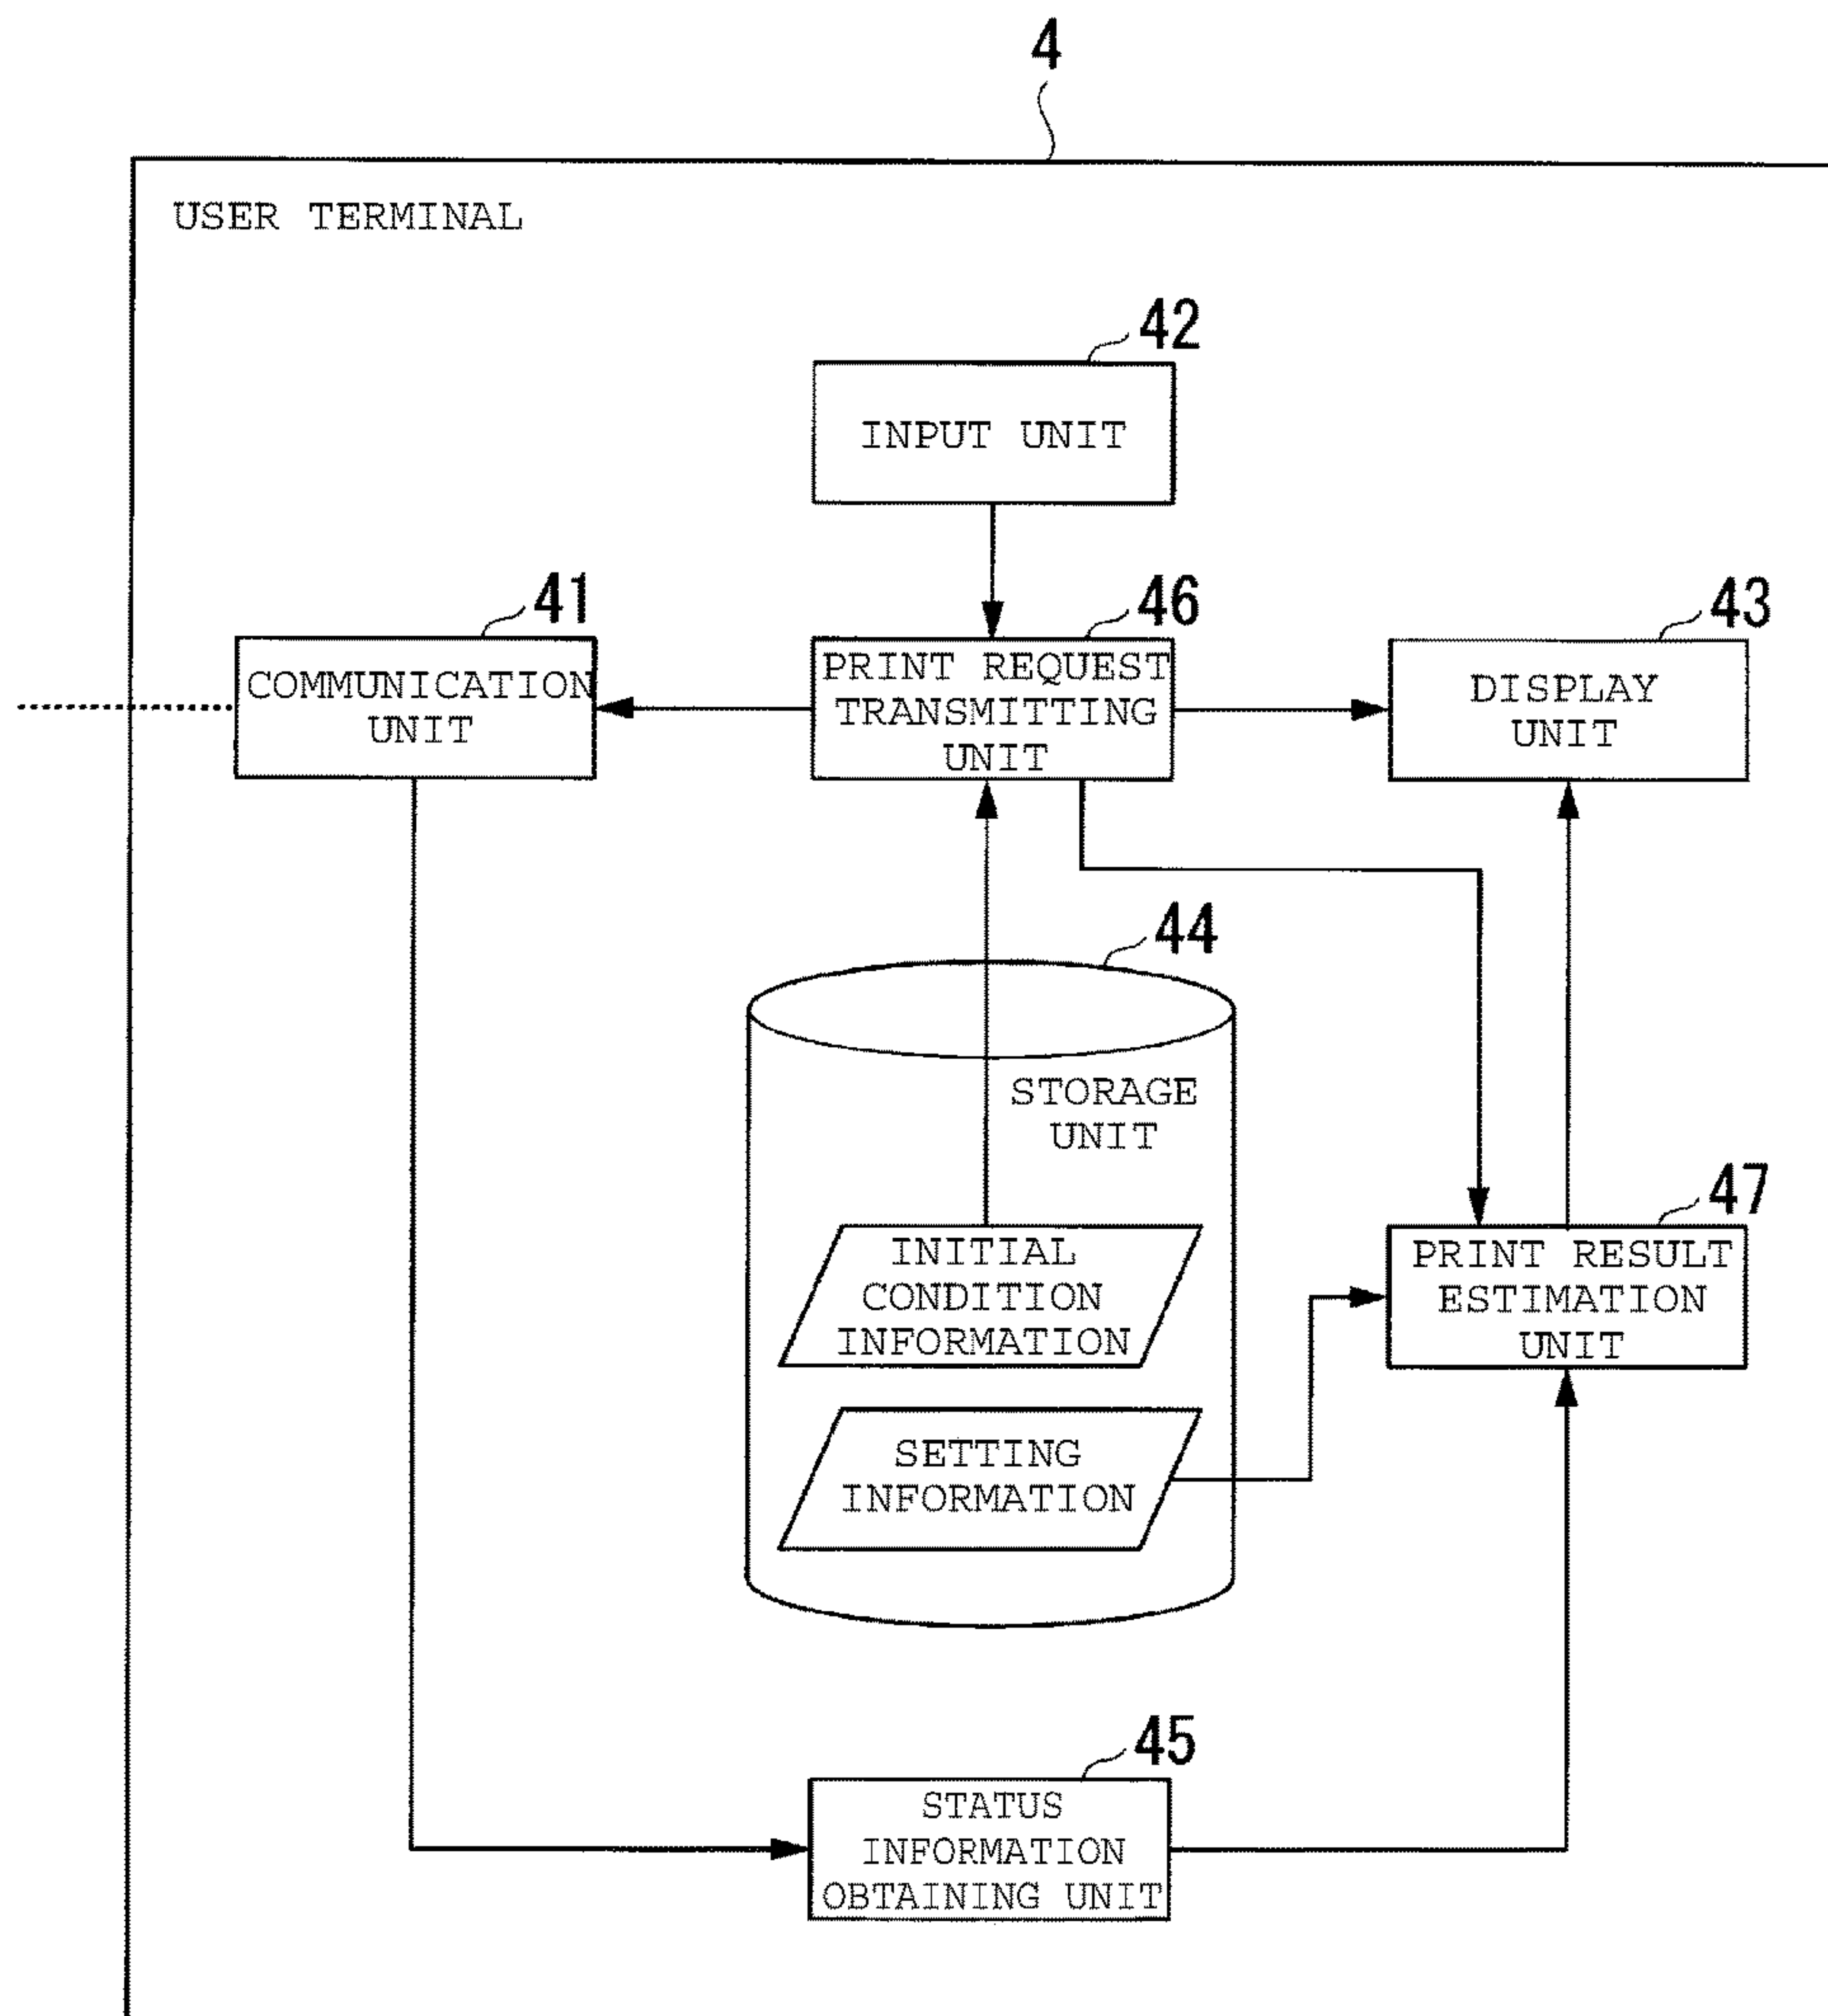 4
USER TERMINAL
42
INPUT UNIT
41
COMMUNICATION
UNIT
46
PRINT REQUEST
TRANSMITTING
UNIT
43
DISPLAY
UNIT
44
STORAGE
UNIT
INITIAL
CONDITION
INFORMATION
SETTING
INFORMATION
47
PRINT RESULT
ESTIMATION
UNIT
45
STATUS
INFORMATION
OBTAINING UNIT